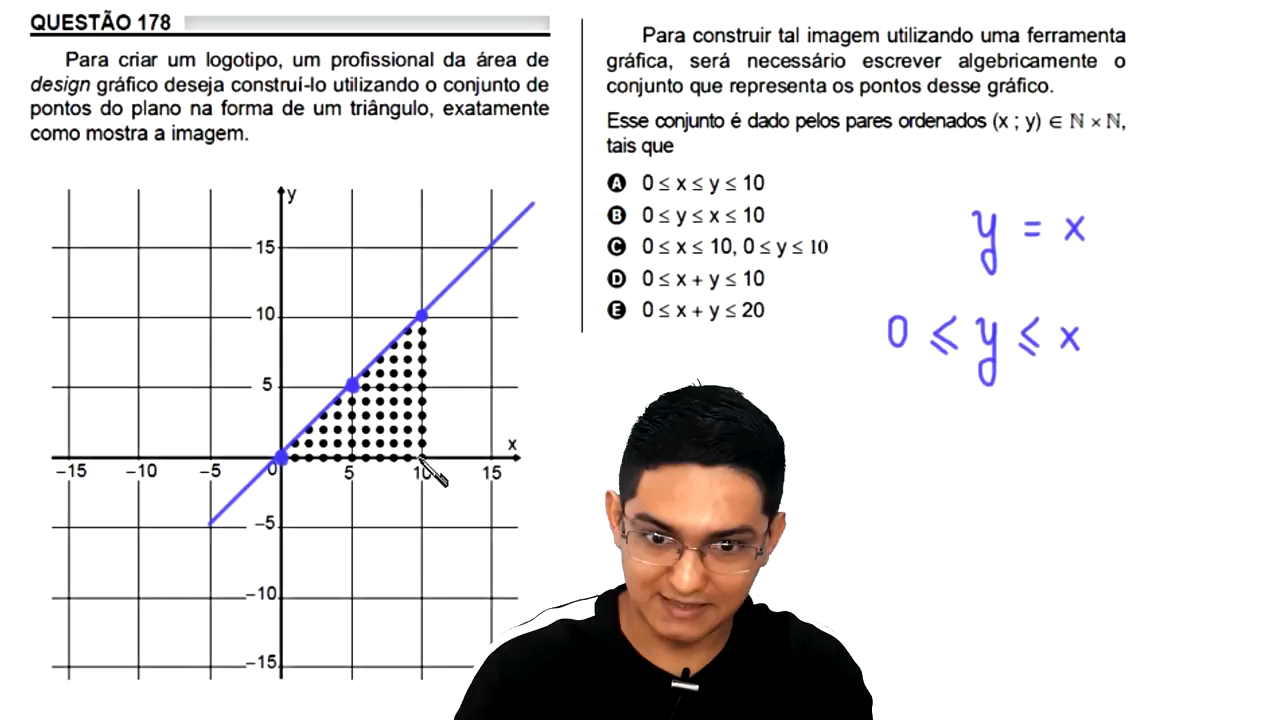 QUESTÃO 178
Para criar um logotipo, um profissional da área de
design gráfico deseja construí-lo utilizando o conjunto de
pontos do plano na forma de um triângulo, exatamente
como mostra a imagem.
y
15
10
5
x
−15 −10 −5 0 5 10 15
−5
−10
−15
Para construir tal imagem utilizando uma ferramenta
gráfica, será necessário escrever algebricamente o
conjunto que representa os pontos desse gráfico.
Esse conjunto é dado pelos pares ordenados (x ; y) ∈ ℕ × ℕ,
tais que
A 0 ≤ x ≤ y ≤ 10
B 0 ≤ y ≤ x ≤ 10
C 0 ≤ x ≤ 10, 0 ≤ y ≤ 10
D 0 ≤ x + y ≤ 10
E 0 ≤ x + y ≤ 20
y = x
0 ≤ y ≤ x